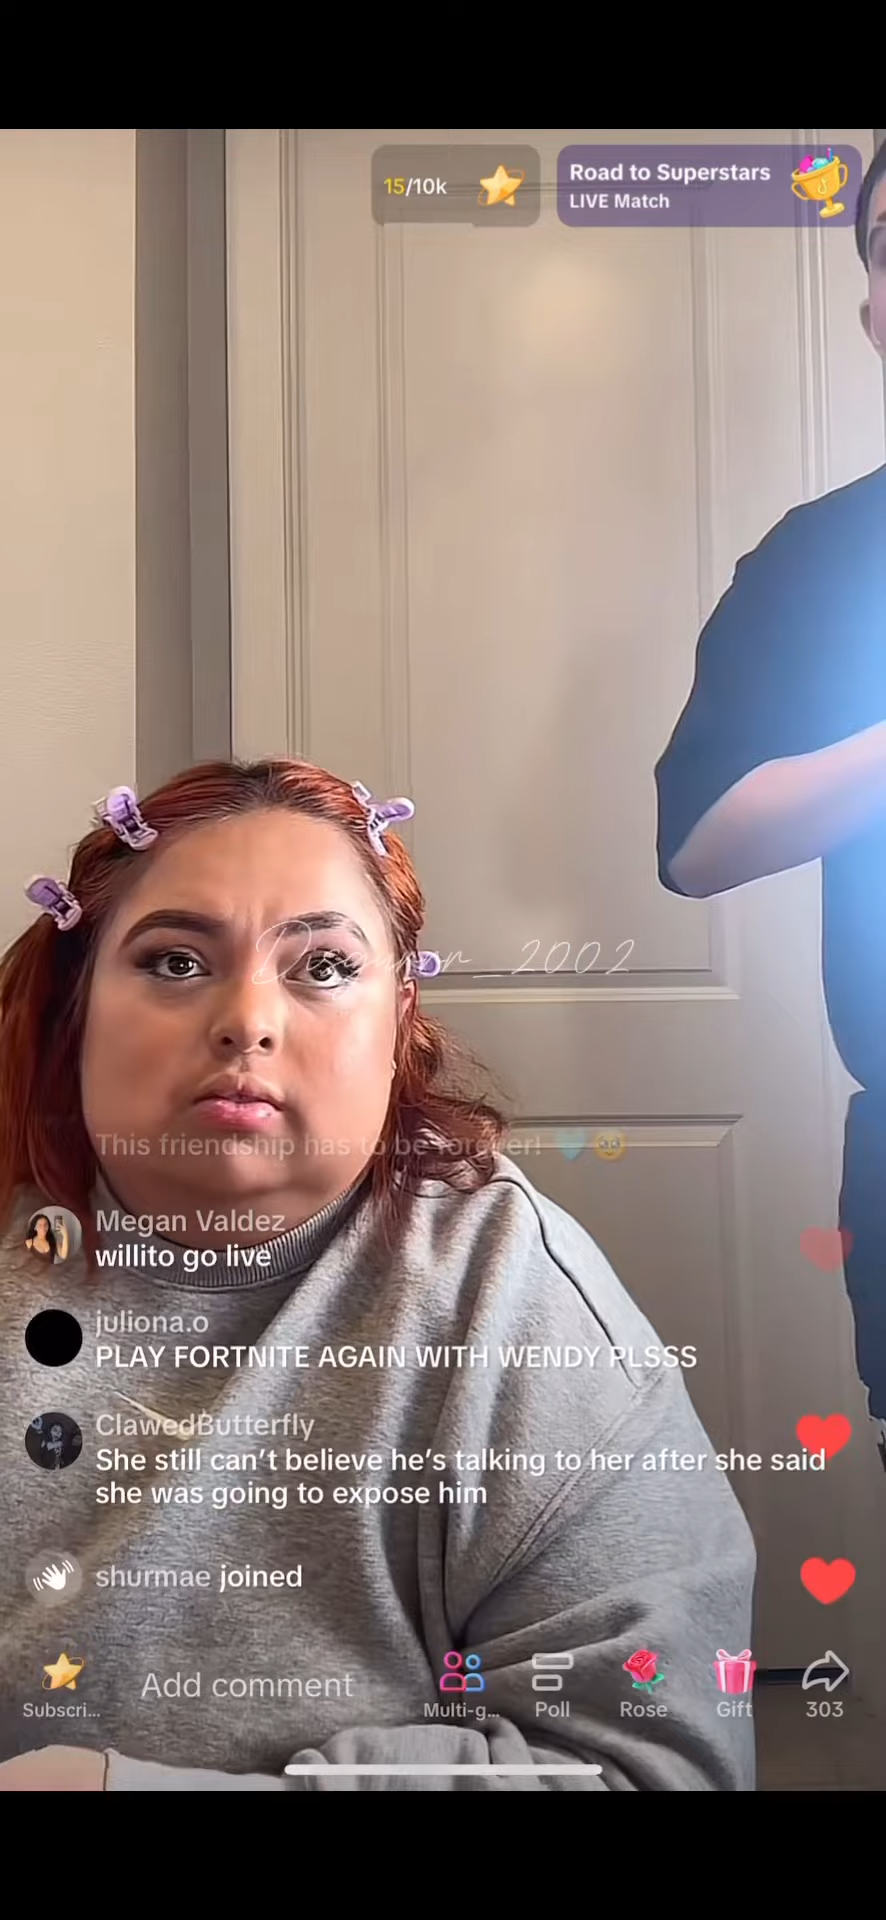 15/10k
Road to Superstars
LIVE Match
This friendship has to be forever! 🩵🥹
Megan Valdez
willito go live
juliona.o
PLAY FORTNITE AGAIN WITH WENDY PLSSS
ClawedButterfly
She still can't believe he's talking to her after she said
she was going to expose him
shurmae joined
Subscri...
Add comment
Multi-g...
Poll
Rose
Gift
303